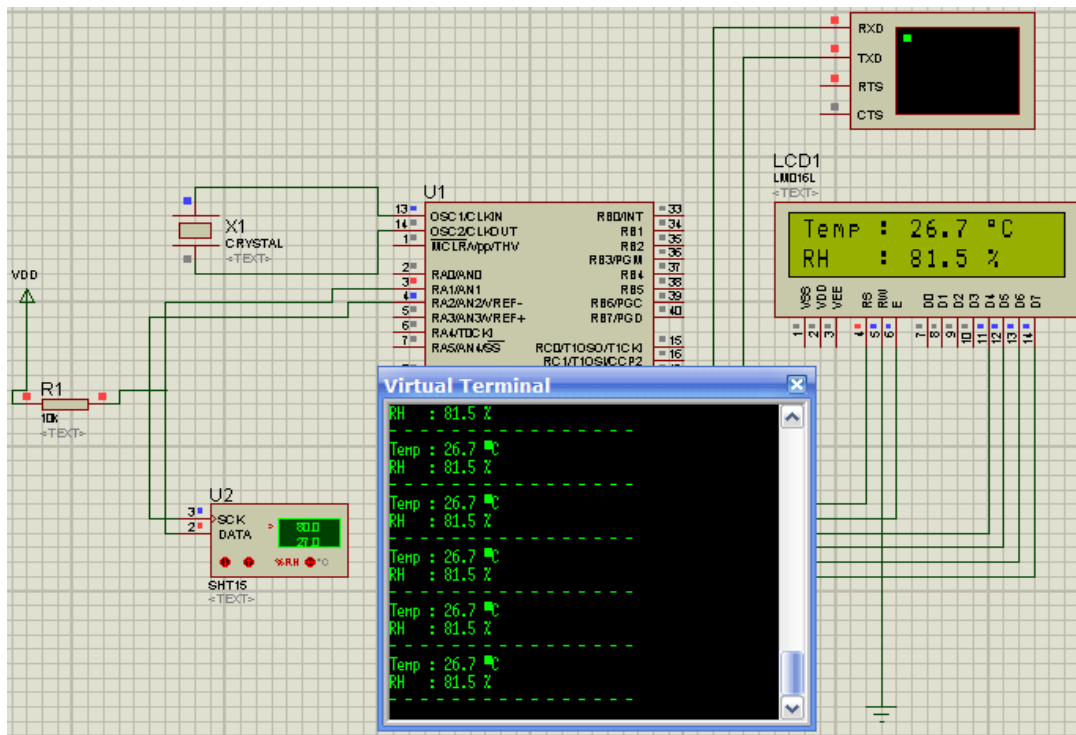 RXD
TXD
RTS
CTS
LCD1
LM016L
<TEXT>
Temp : 26.7 °C
RH : 81.5 %
VSS
VDD
VEE
RS
RW
E
D0
D1
D2
D3
D4
D5
D6
D7
1
2
3
4
5
6
7
8
9
10
11
12
13
14
X1
CRYSTAL
<TEXT>
U1
13
OSC1/CLKIN
14
OSC2/CLKOUT
1
MCLR/Vpp/THV
2
RA0/AN0
3
RA1/AN1
4
RA2/AN2/VREF-
5
RA3/AN3/VREF+
6
RA4/T0CKI
7
RA5/AN4/SS
RB0/INT
33
RB1
34
RB2
35
RB3/PGM
36
RB4
37
RB5
38
RB6/PGC
39
RB7/PGD
40
RC0/T1OSO/T1CKI
15
RC1/T1OSI/CCP2
16
VDD
R1
10k
<TEXT>
U2
3
SCK
2
DATA
>
80.0
27.0
%RH
°C
SHT15
<TEXT>
Virtual Terminal
RH : 81.5 %
- - - - - - - - - - - - - - - - - -
Temp : 26.7 °C
RH : 81.5 %
- - - - - - - - - - - - - - - - - -
Temp : 26.7 °C
RH : 81.5 %
- - - - - - - - - - - - - - - - - -
Temp : 26.7 °C
RH : 81.5 %
- - - - - - - - - - - - - - - - - -
Temp : 26.7 °C
RH : 81.5 %
- - - - - - - - - - - - - - - - - -
Temp : 26.7 °C
RH : 81.5 %
- - - - - - - - - - - - - - - - - -